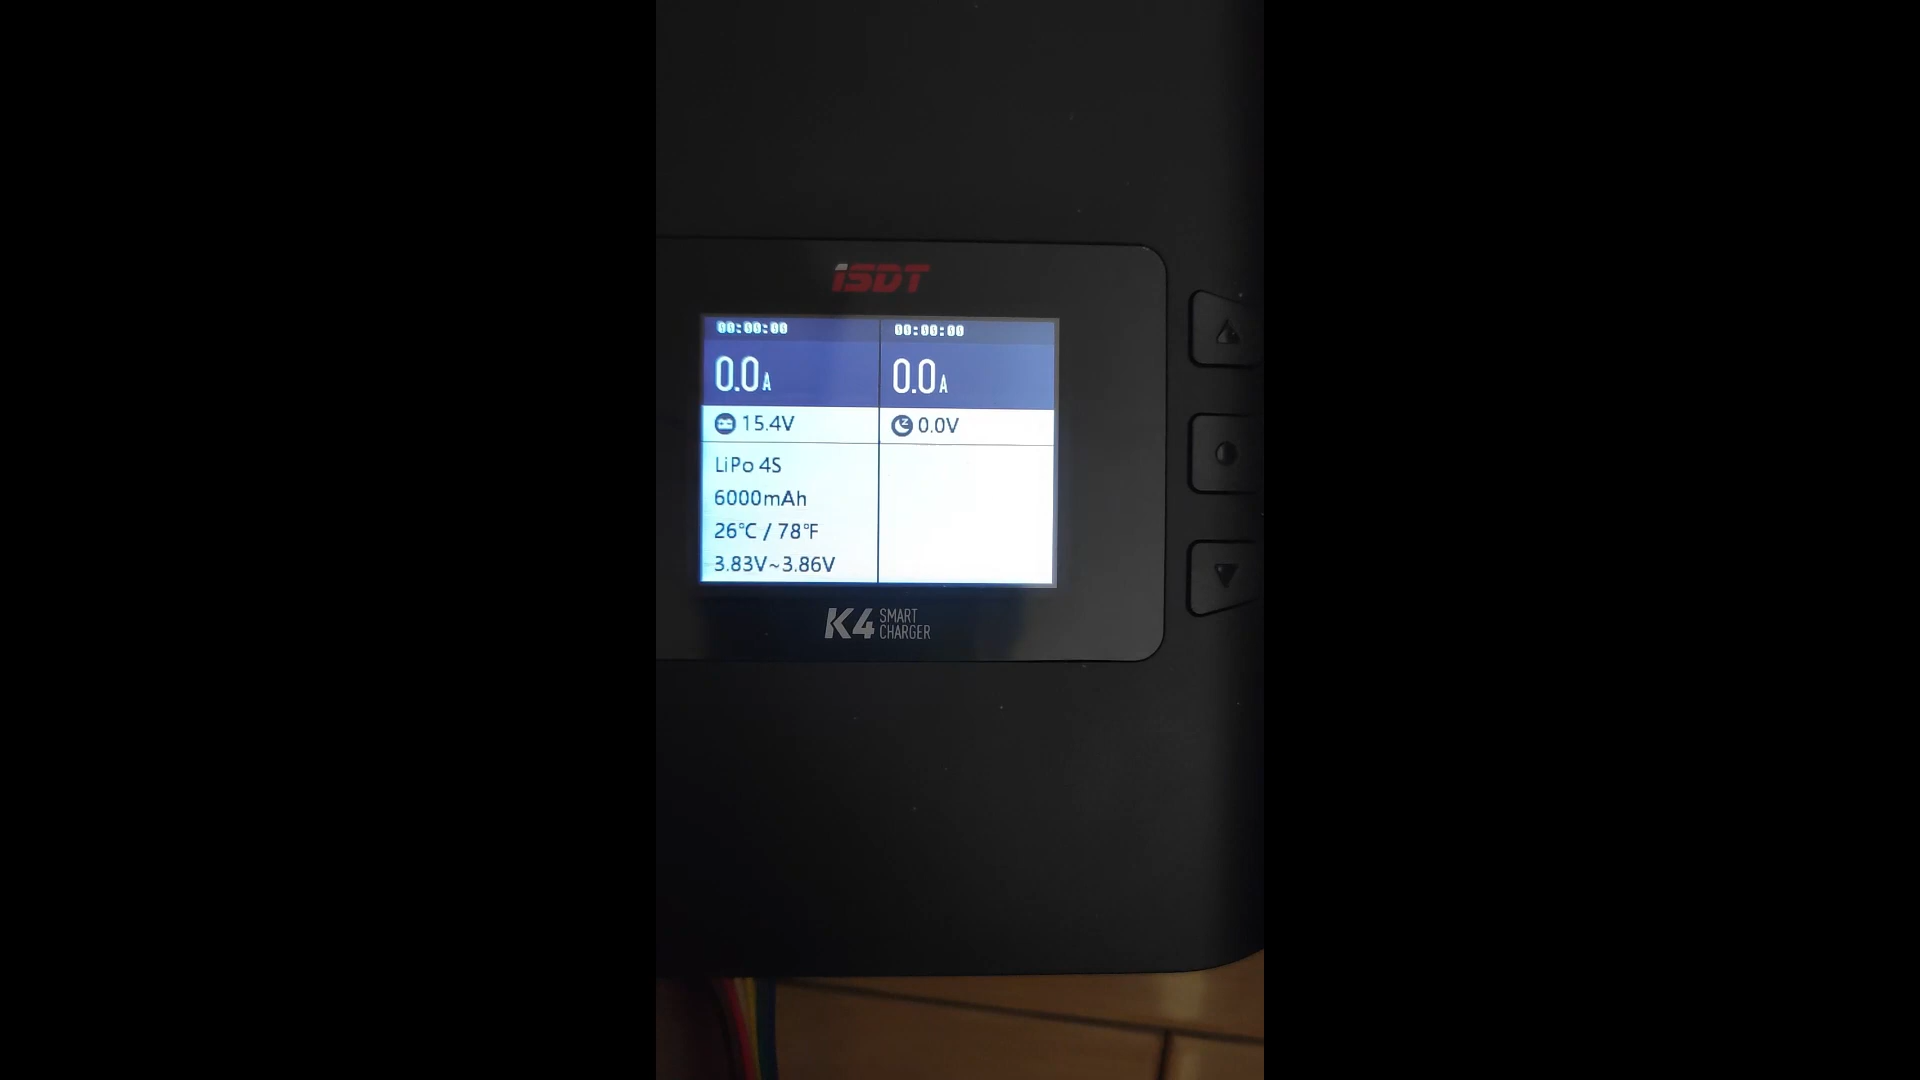 iSDT
00:00:00
00:00:00
0.0A
0.0A
15.4V
0.0V
LiPo 4S
6000mAh
26°C / 78°F
3.83V~3.86V
K4 SMART
CHARGER